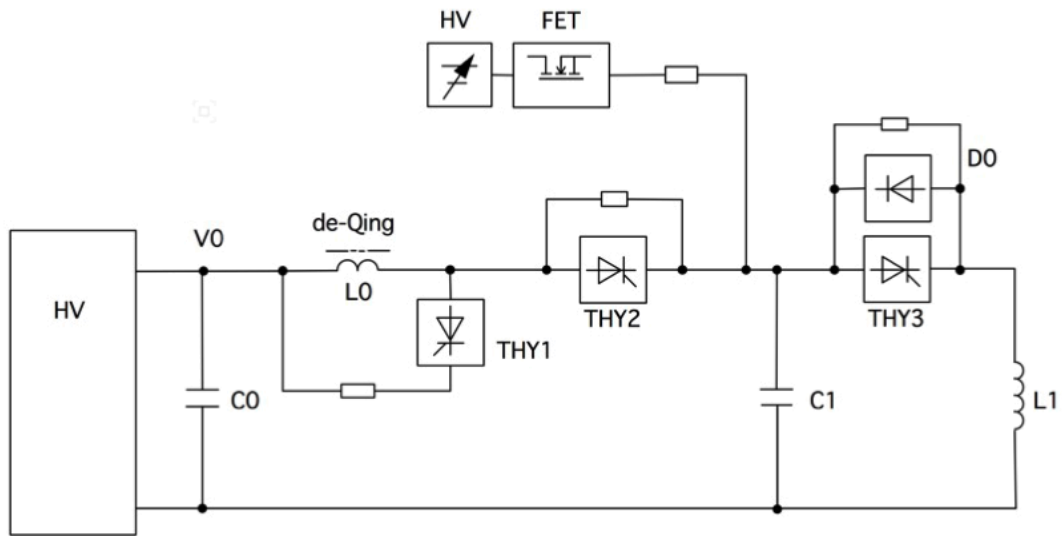 HV FET
D0
de-Qing
V0
L0
HV
THY2
THY3
THY1
C0
C1
L1